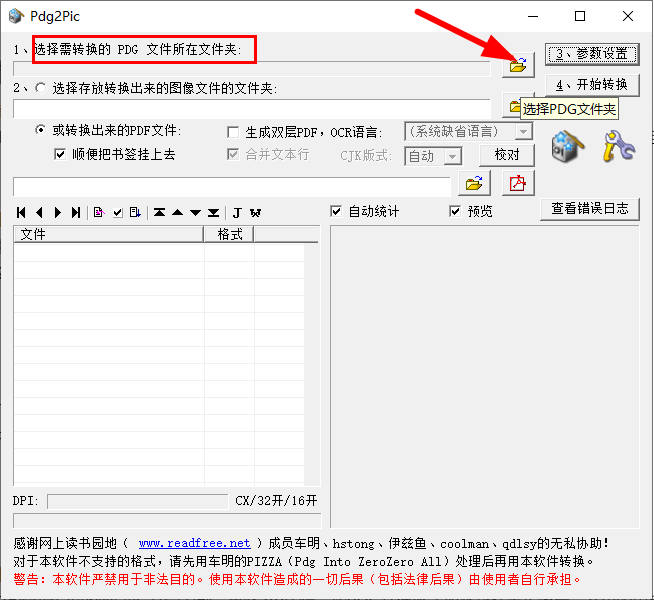 Pdg2Pic
1、选择需转换的 PDG 文件所在文件夹:
3、参数设置
2、选择存放转换出来的图像文件的文件夹:
4、开始转换
选择PDG文件夹
或转换出来的PDF文件:
生成双层PDF，OCR语言:
(系统缺省语言)
顺便把书签挂上去
合并文本行
CJK版式:
自动
校对
自动统计
预览
查看错误日志
文件
格式
DPI:
CX/32开/16开
感谢网上读书园地（ www.readfree.net ）成员车明、hstong、伊兹鱼、coolman、qdlsy的无私协助!
对于本软件不支持的格式，请先用车明的PIZZA（Pdg Into ZeroZero All）处理后再用本软件转换。
警告：本软件严禁用于非法目的。使用本软件造成的一切后果（包括法律后果）由使用者自行承担。